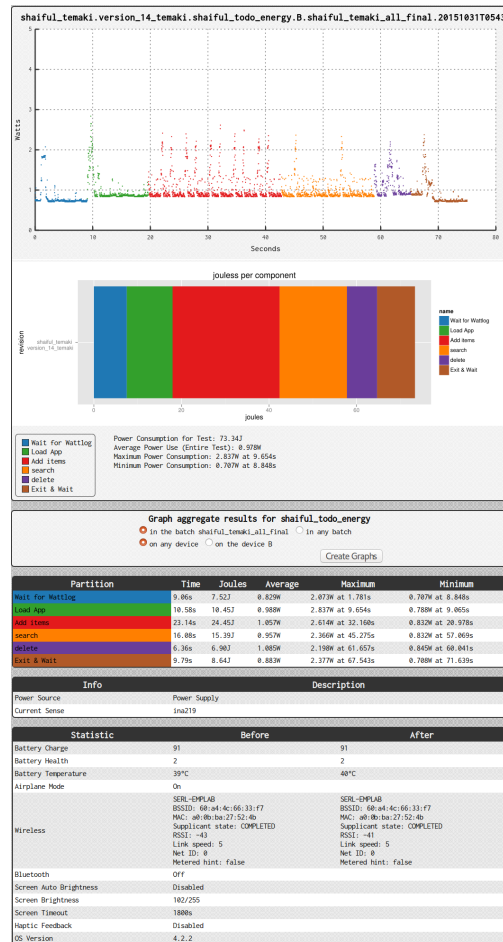 shaiful_temaki.version_14_temaki.shaiful_todo_energy.B.shaiful_temaki_all_final.20151031T0543
5
4
3
2
1
0
Watts
0 10 20 30 40 50 60 70 80
Seconds
jouless per component
revision
shaiful_temaki
version_14_temaki
0 20 40 60
joules
name
Wait for Wattlog
Load App
Add items
search
delete
Exit & Wait
Wait for Wattlog
Load App
Add items
search
delete
Exit & Wait
Power Consumption for Test: 73.34J
Average Power Use (Entire Test): 0.978W
Maximum Power Consumption: 2.837W at 9.654s
Minimum Power Consumption: 0.707W at 8.848s
Graph aggregate results for shaiful_todo_energy
in the batch shaiful_temaki_all_final in any batch
on any device on the device B
Create Graphs
Partition Time Joules Average Maximum Minimum
Wait for Wattlog 9.06s 7.52J 0.829W 2.073W at 1.781s 0.707W at 8.848s
Load App 10.58s 10.45J 0.988W 2.837W at 9.654s 0.788W at 9.065s
Add items 23.14s 24.45J 1.057W 2.614W at 32.160s 0.832W at 20.978s
search 16.08s 15.39J 0.957W 2.366W at 45.275s 0.832W at 57.069s
delete 6.36s 6.90J 1.085W 2.198W at 61.657s 0.845W at 60.041s
Exit & Wait 9.79s 8.64J 0.883W 2.377W at 67.543s 0.708W at 71.639s
Info Description
Power Source Power Supply
Current Sense ina219
Statistic Before After
Battery Charge 91 91
Battery Health 2 2
Battery Temperature 39°C 40°C
Airplane Mode On
Wireless
SERL-EMPLAB SERL-EMPLAB
BSSID: 60:a4:4c:66:33:f7 BSSID: 60:a4:4c:66:33:f7
MAC: a0:0b:ba:27:52:4b MAC: a0:0b:ba:27:52:4b
Supplicant state: COMPLETED Supplicant state: COMPLETED
RSSI: -43 RSSI: -41
Link speed: 5 Link speed: 5
Net ID: 0 Net ID: 0
Metered hint: false Metered hint: false
Bluetooth Off
Screen Auto Brightness Disabled
Screen Brightness 102/255
Screen Timeout 1800s
Haptic Feedback Disabled
OS Version 4.2.2